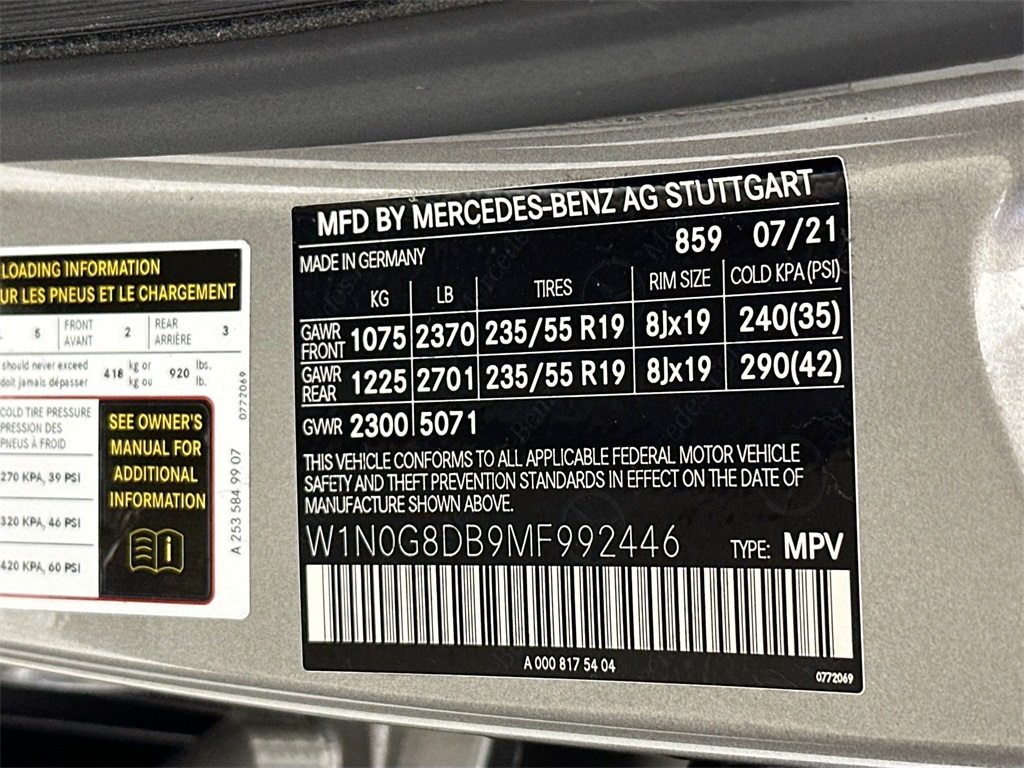 LOADING INFORMATION
UR LES PNEUS ET LE CHARGEMENT
5 FRONT AVANT 2 REAR ARRIÈRE 3
should never exceed
doit jamais dépasser
418 kg or kg ou 920 lbs. lb.
COLD TIRE PRESSURE
PRESSION DES
PNEUS À FROID
270 KPA, 39 PSI
320 KPA, 46 PSI
420 KPA, 60 PSI
SEE OWNER'S
MANUAL FOR
ADDITIONAL
INFORMATION
0772069
A 253 584 99 07
MFD BY MERCEDES-BENZ AG STUTTGART
MADE IN GERMANY 859 07/21
KG LB TIRES RIM SIZE COLD KPA(PSI)
GAWR FRONT 1075 2370 235/55 R19 8Jx19 240(35)
GAWR REAR 1225 2701 235/55 R19 8Jx19 290(42)
GVWR 2300 5071
THIS VEHICLE CONFORMS TO ALL APPLICABLE FEDERAL MOTOR VEHICLE
SAFETY AND THEFT PREVENTION STANDARDS IN EFFECT ON THE DATE OF
MANUFACTURE SHOWN ABOVE.
W1N0G8DB9MF992446 TYPE: MPV
A 000 817 54 04
0772069